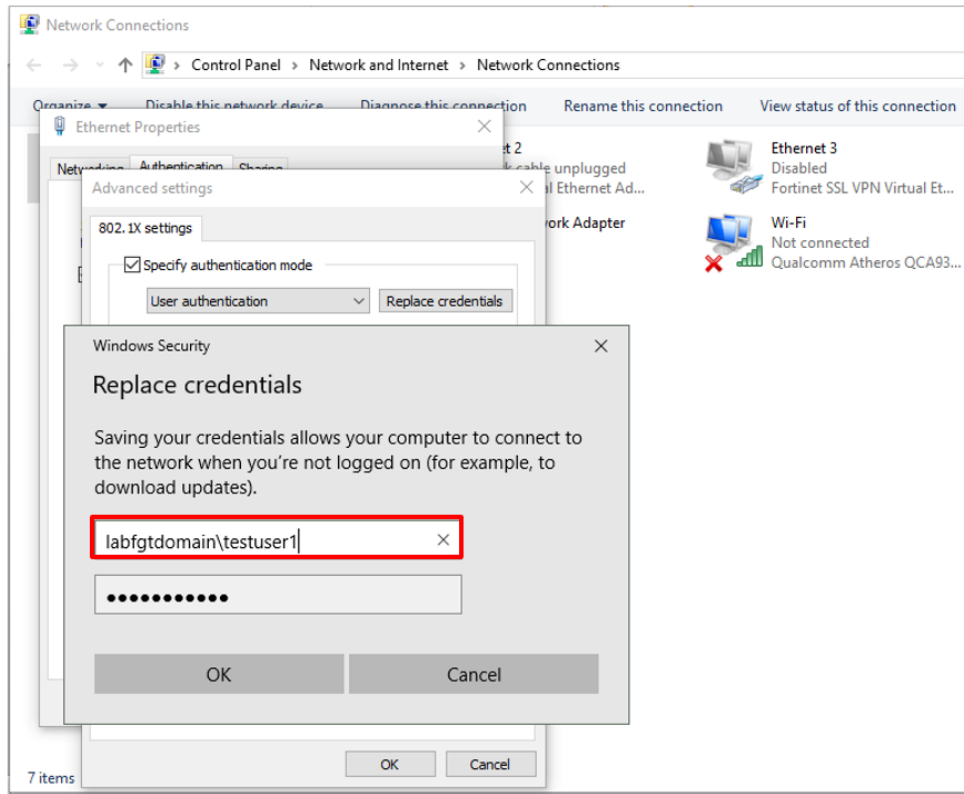 Network Connections
Control Panel > Network and Internet > Network Connections
Organize Disable this network device Diagnose this connection Rename this connection View status of this connection
Ethernet Properties
Networking Authentication Sharing
Advanced settings
802.1X settings
Specify authentication mode
User authentication Replace credentials
Windows Security
Replace credentials
Saving your credentials allows your computer to connect to
the network when you're not logged on (for example, to
download updates).
labfgtdomain\testuser1
●●●●●●●●●●●
OK Cancel
OK Cancel
7 items
et 2
k cable unplugged
al Ethernet Ad...
ork Adapter
Ethernet 3
Disabled
Fortinet SSL VPN Virtual Et...
Wi-Fi
Not connected
Qualcomm Atheros QCA93...